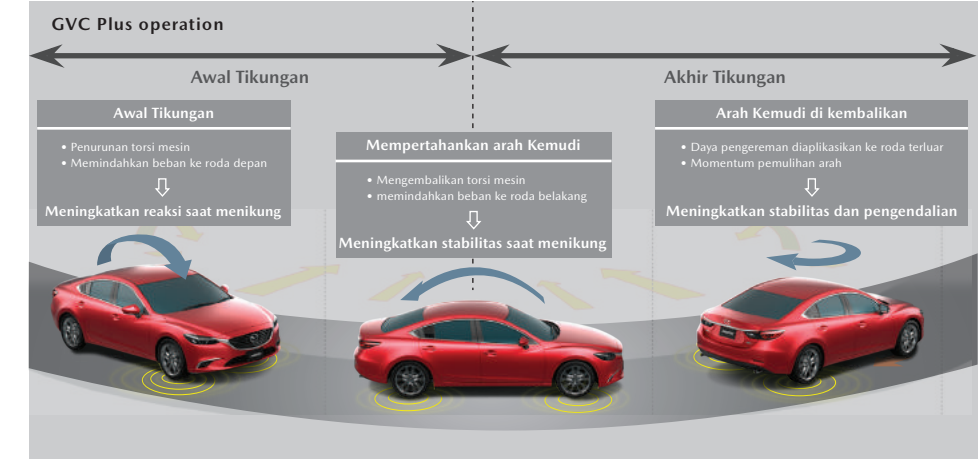 GVC Plus operation
Awal Tikungan
Akhir Tikungan
Awal Tikungan
• Penurunan torsi mesin
• Memindahkan beban ke roda depan
Meningkatkan reaksi saat menikung
Mempertahankan arah Kemudi
• Mengembalikan torsi mesin
• memindahkan beban ke roda belakang
Meningkatkan stabilitas saat menikung
Arah Kemudi di kembalikan
• Daya pengereman diaplikasikan ke roda terluar
• Momentum pemulihan arah
Meningkatkan stabilitas dan pengendalian